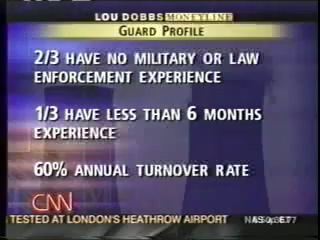 LOU DOBBS MONEYLINE
GUARD PROFILE
2/3 HAVE NO MILITARY OR LAW
ENFORCEMENT EXPERIENCE
1/3 HAVE LESS THAN 6 MONTHS
EXPERIENCE
60% ANNUAL TURNOVER RATE
CNN
TESTED AT LONDON'S HEATHROW AIRPORT